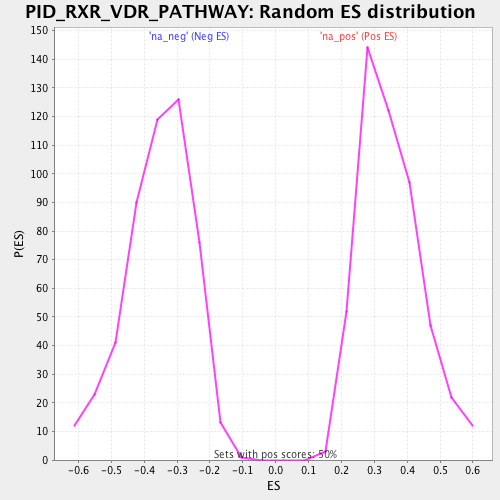 PID_RXR_VDR_PATHWAY: Random ES distribution
'na_neg' (Neg ES) 'na_pos' (Pos ES)
150
140
130
120
110
100
90
80
70
60
50
40
30
20
10
0
P(ES)
Sets with pos scores: 50%
-0.6 -0.5 -0.4 -0.3 -0.2 -0.1 0.0 0.1 0.2 0.3 0.4 0.5 0.6
ES